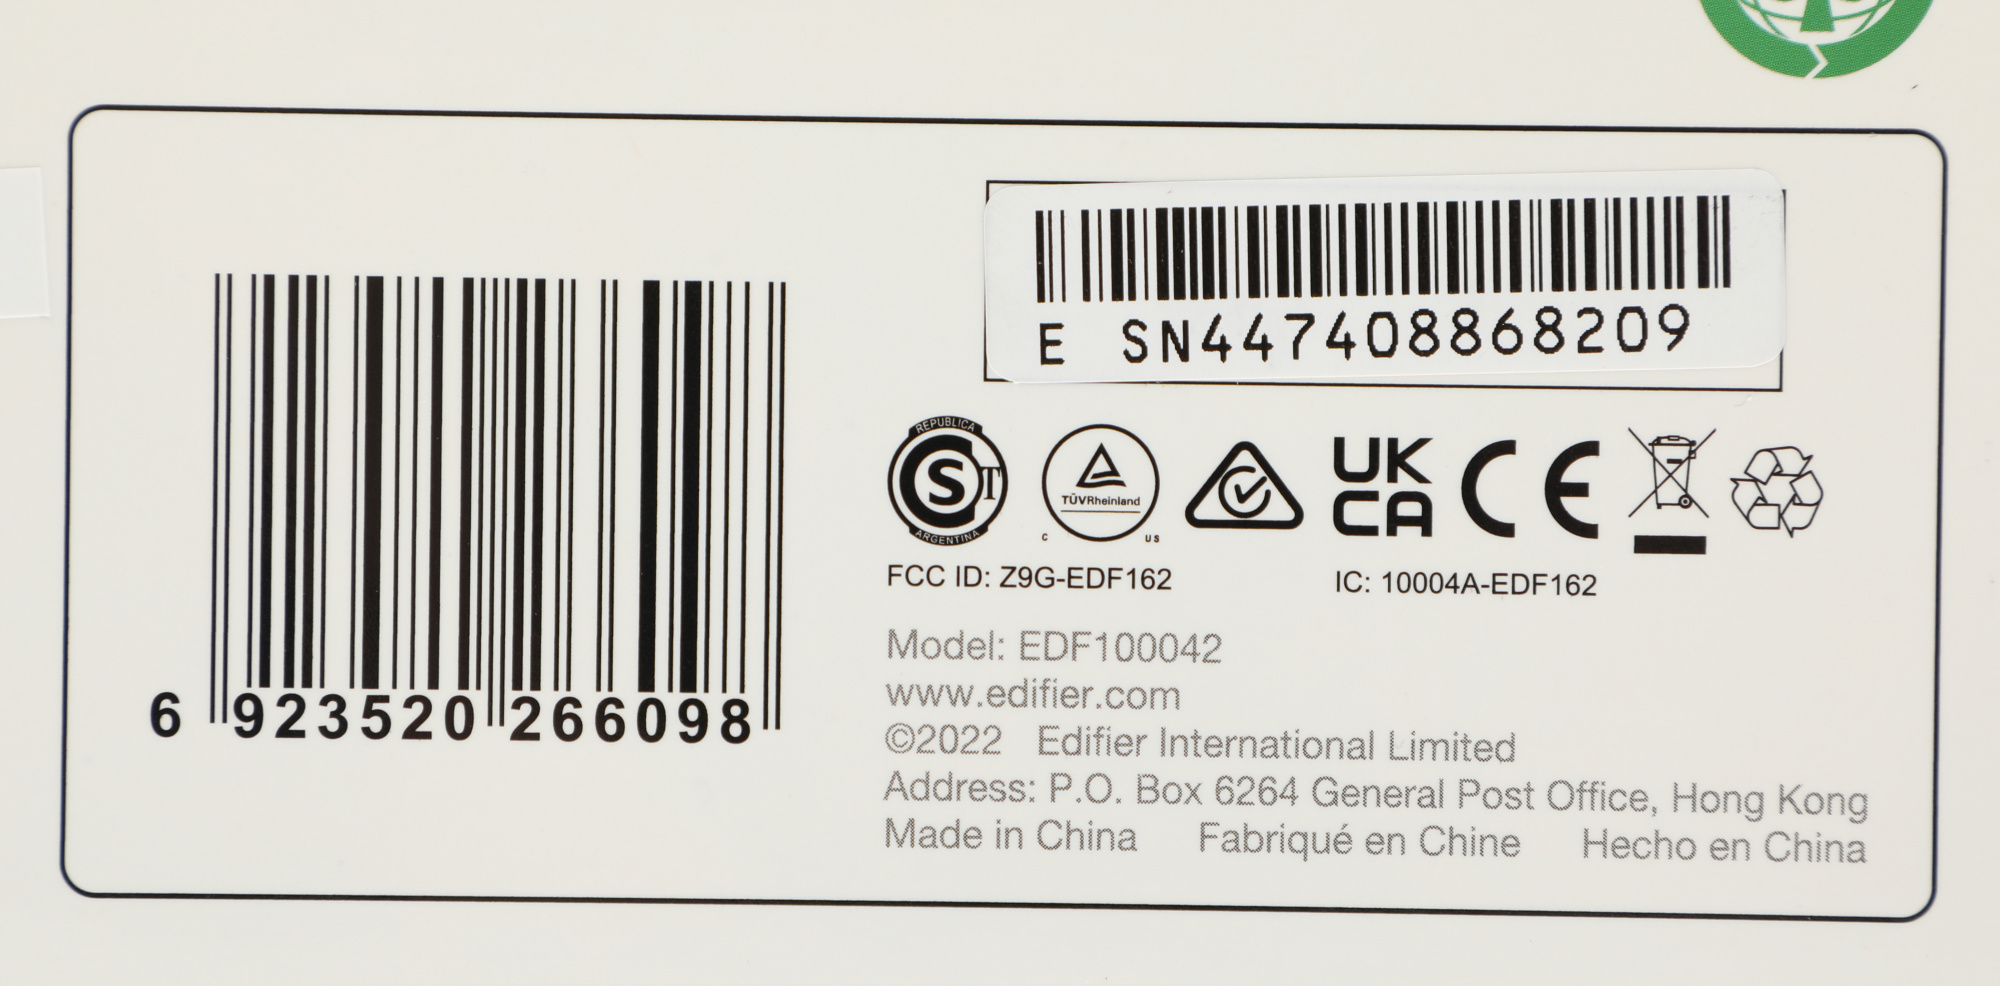 E SN447408868209
6 923520 266098
REPUBLICA
S T
ARGENTINA
TÜVRheinland
C US
UK
CA
CE
FCC ID: Z9G-EDF162 IC: 10004A-EDF162
Model: EDF100042
www.edifier.com
©2022 Edifier International Limited
Address: P.O. Box 6264 General Post Office, Hong Kong
Made in China Fabriqué en Chine Hecho en China